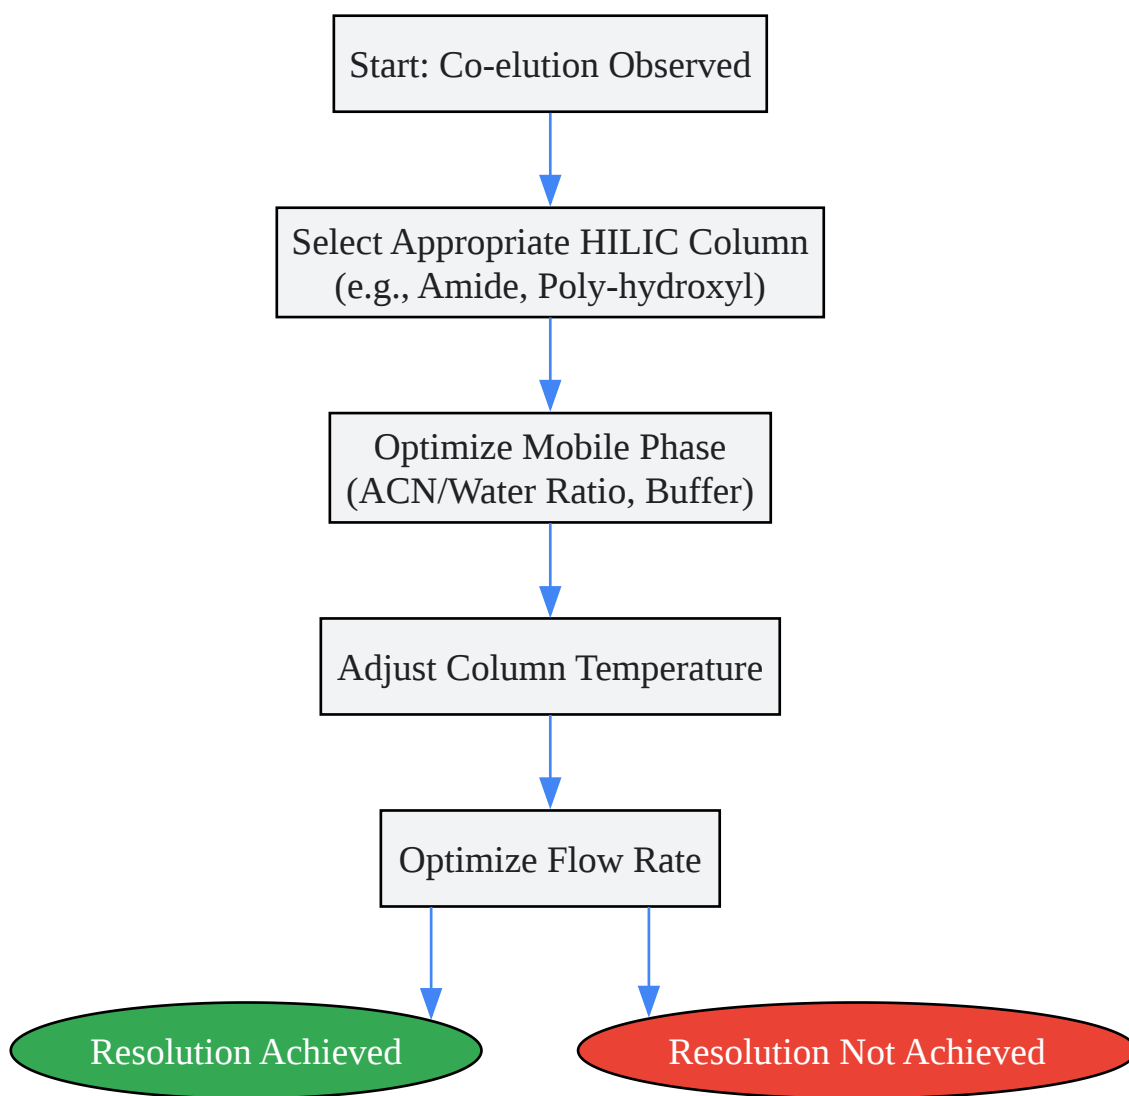 Start: Co-elution Observed
Select Appropriate HILIC Column
(e.g., Amide, Poly-hydroxyl)
Optimize Mobile Phase
(ACN/Water Ratio, Buffer)
Adjust Column Temperature
Optimize Flow Rate
Resolution Achieved
Resolution Not Achieved